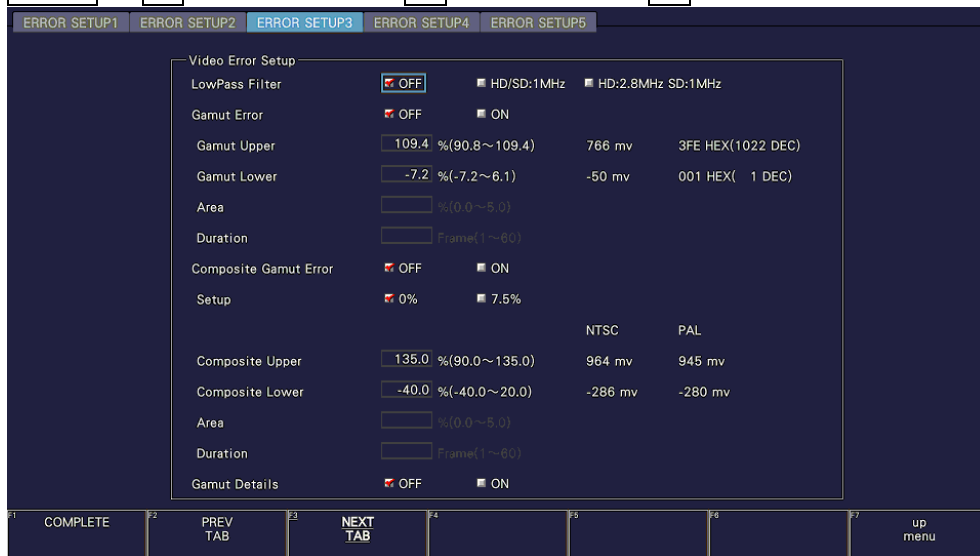 ERROR SETUP1 ERROR SETUP2 ERROR SETUP3 ERROR SETUP4 ERROR SETUP5
Video Error Setup
LowPass Filter OFF HD/SD:1MHz HD:2.8MHz SD:1MHz
Gamut Error OFF ON
Gamut Upper 109.4 %(90.8~109.4) 766 mv 3FE HEX(1022 DEC)
Gamut Lower -7.2 %(-7.2~6.1) -50 mv 001 HEX( 1 DEC)
Area %(0.0~5.0)
Duration Frame(1~60)
Composite Gamut Error OFF ON
Setup 0% 7.5%
NTSC PAL
Composite Upper 135.0 %(90.0~135.0) 964 mv 945 mv
Composite Lower -40.0 %(-40.0~20.0) -286 mv -280 mv
Area %(0.0~5.0)
Duration Frame(1~60)
Gamut Details OFF ON
F1 COMPLETE F2 PREV TAB F3 NEXT TAB F4 F5 F6 F7 up menu